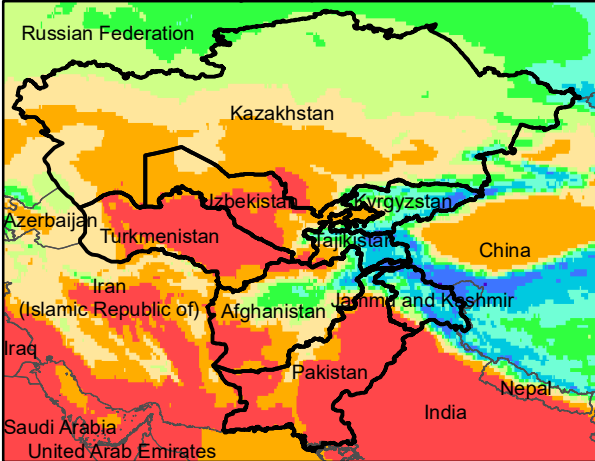 Russian Federation
Kazakhstan
Izbekistan
Kyrgyzstan
Azerbaijan
Turkmenistan
Tajikistan
China
Iran
(Islamic Republic of)
Afghanistan
Jammu and Kashmir
Iraq
Pakistan
Nepal
India
Saudi Arabia
United Arab Emirates